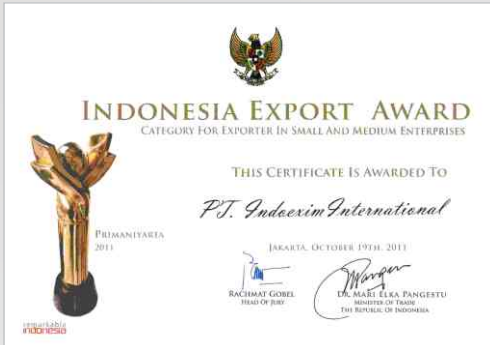 INDONESIA EXPORT AWARD
CATEGORY FOR EXPORTER IN SMALL AND MEDIUM ENTERPRISES
THIS CERTIFICATE IS AWARDED TO
PT. Indoexim International
PRIMANIYARTA
2011
JAKARTA, OCTOBER 19TH, 2011
RACHMAT GOBEL
HEAD OF JURY
DR. MARI ELKA PANGESTU
MINISTER OF TRADE
THE REPUBLIC OF INDONESIA
remarkable
indonesia